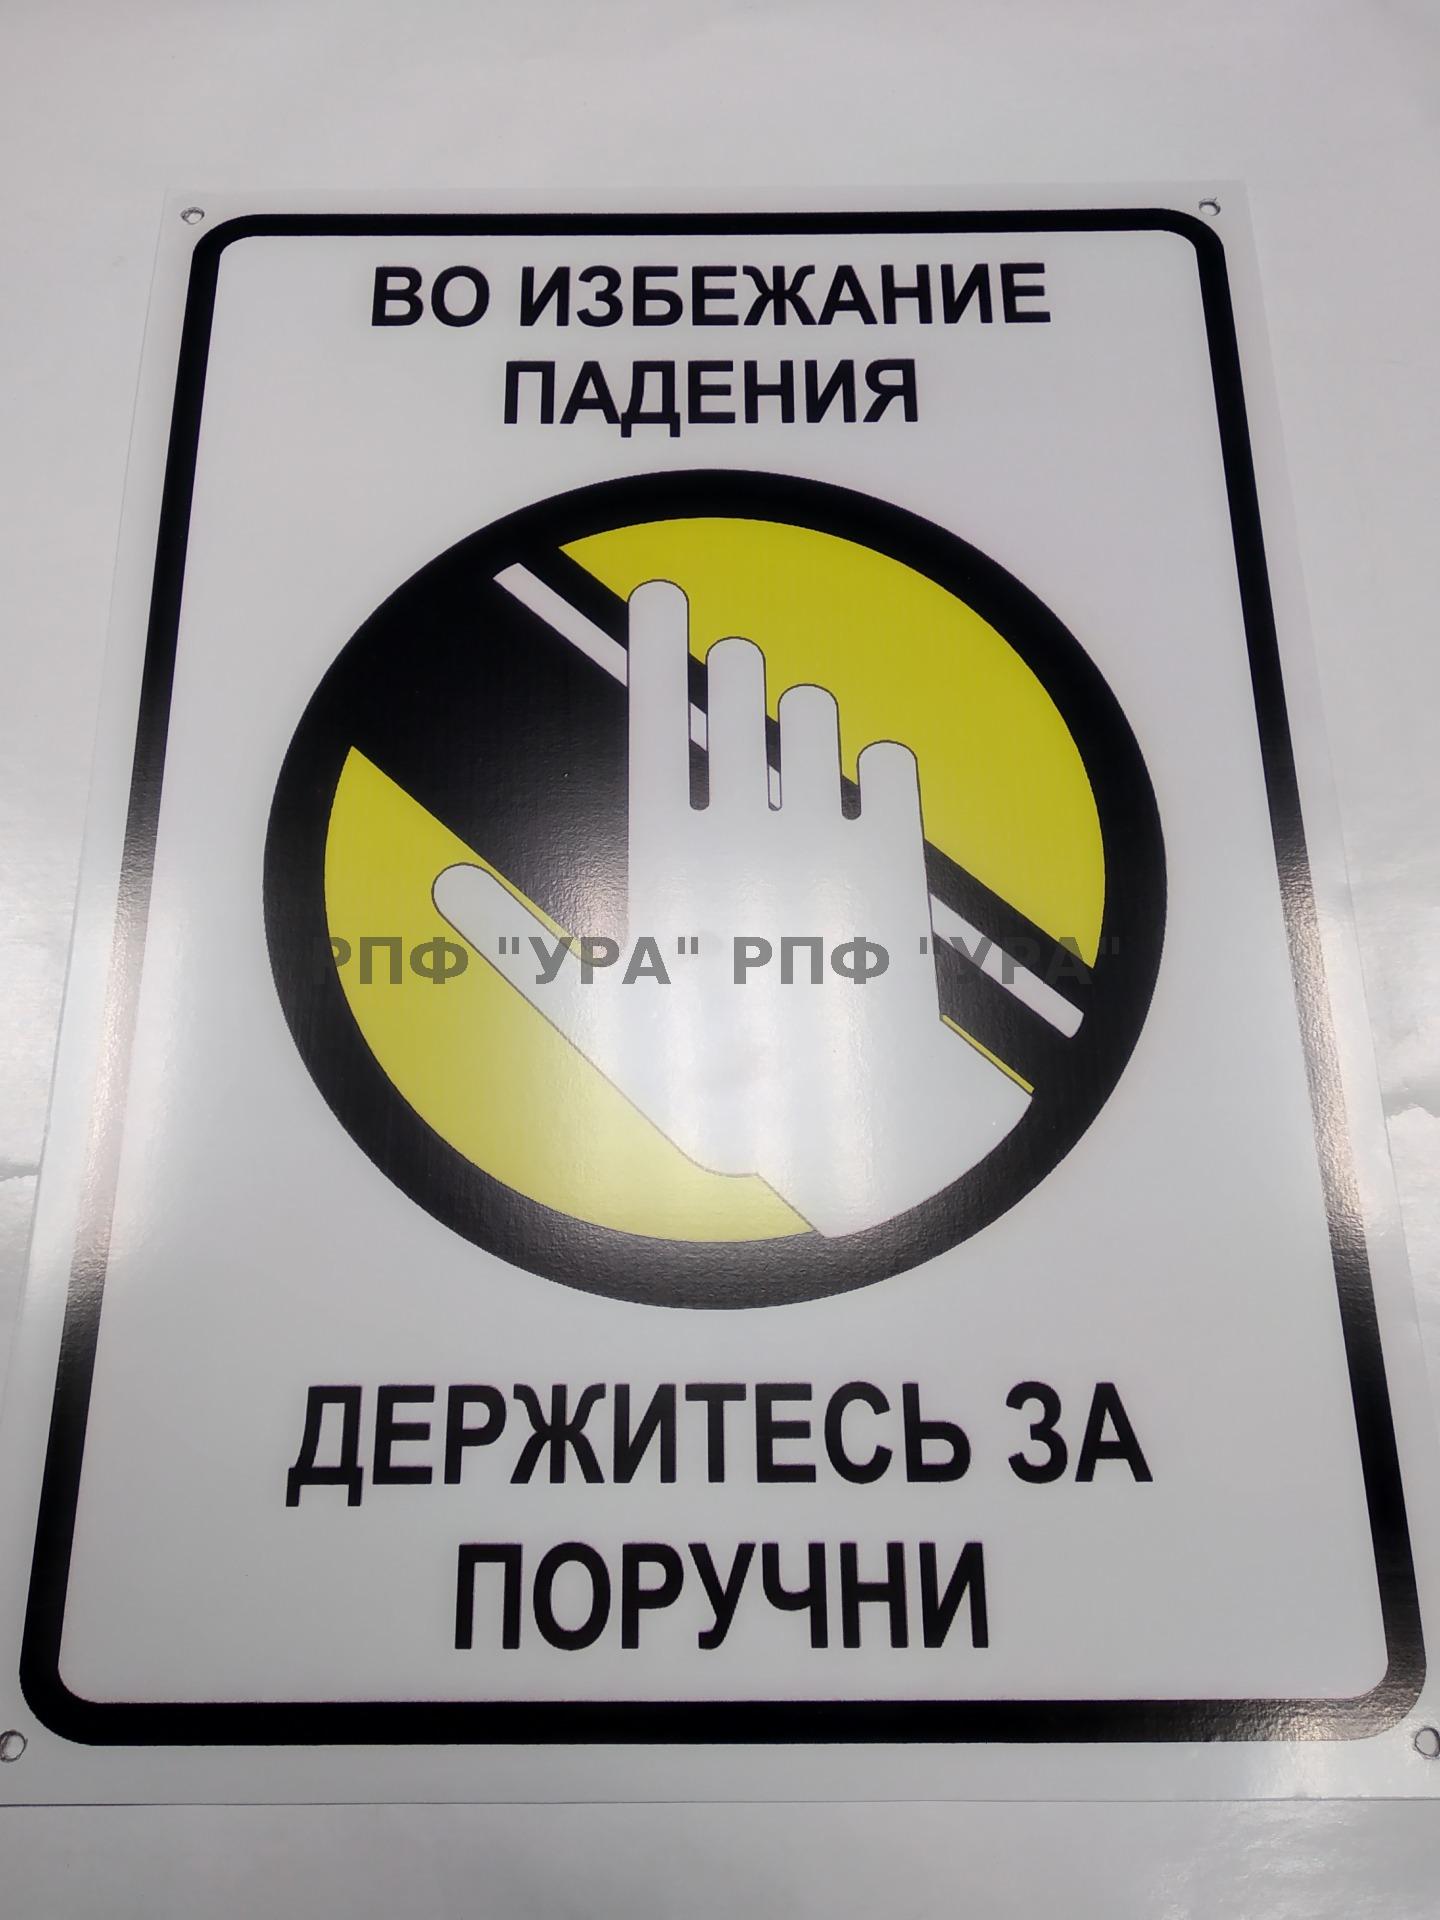 ВО ИЗБЕЖАНИЕ
ПАДЕНИЯ
РПФ "УРА" РПФ "УРА"
ДЕРЖИТЕСЬ ЗА
ПОРУЧНИ